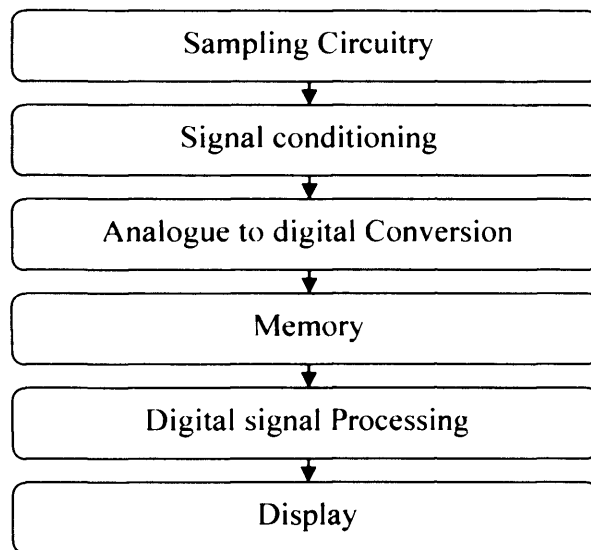 Sampling Circuitry
Signal conditioning
Analogue to digital Conversion
Memory
Digital signal Processing
Display